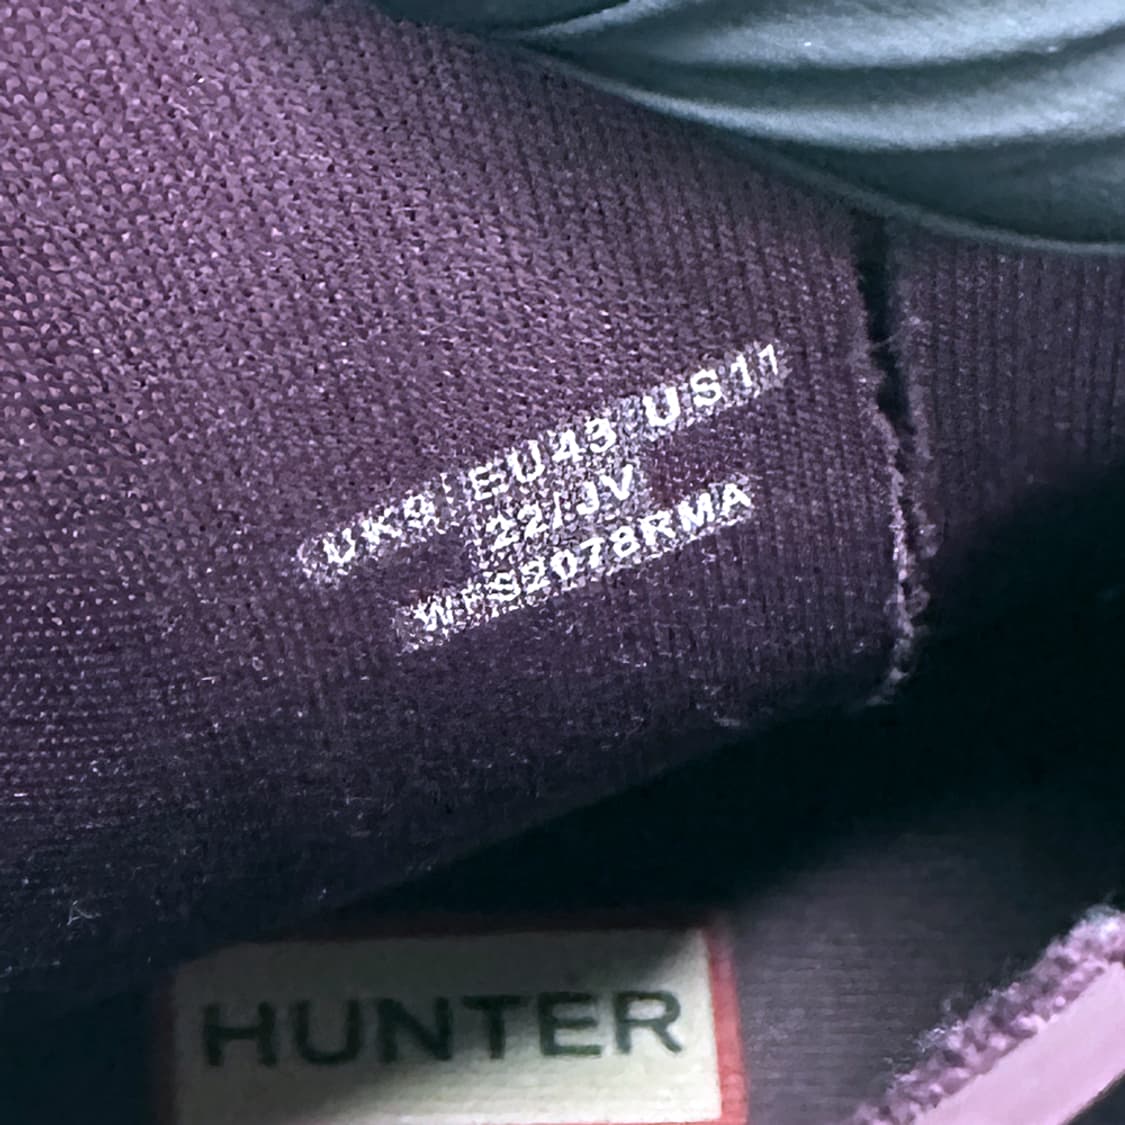 UK9 EU43 US11
22/JV
WFS2078RMA
HUNTER